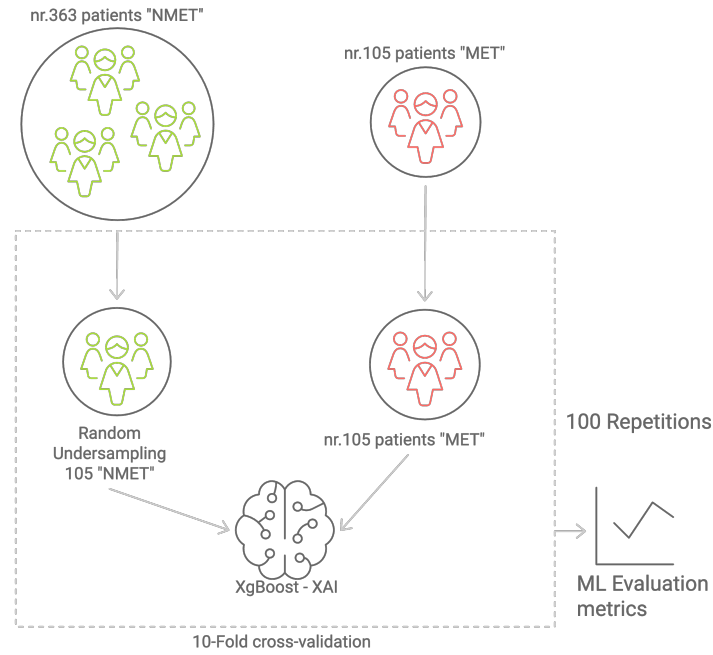 nr.363 patients "NMET"
nr.105 patients "MET"
Random
Undersampling
105 "NMET"
nr.105 patients "MET"
100 Repetitions
XgBoost - XAI
ML Evaluation
metrics
10-Fold cross-validation